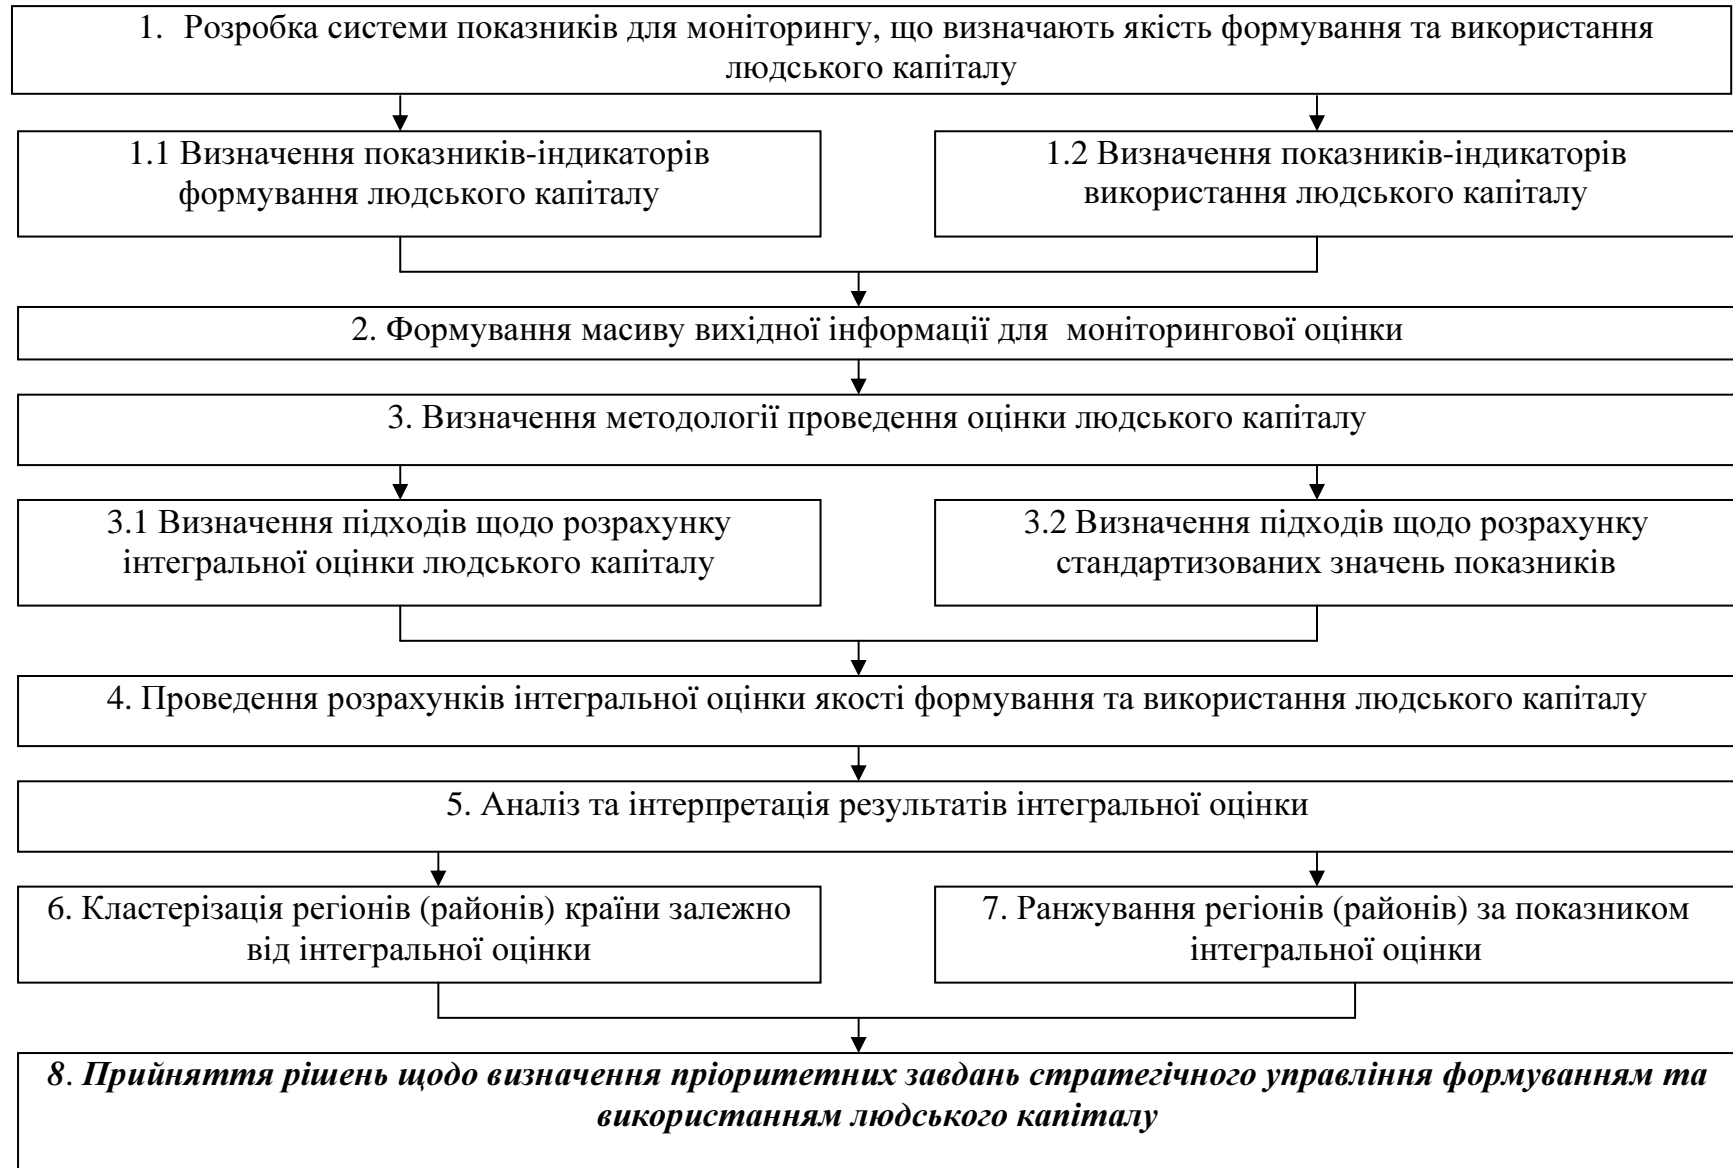 1. Розробка системи показників для моніторингу, що визначають якість формування та використання
людського капіталу
1.1 Визначення показників-індикаторів
формування людського капіталу
1.2 Визначення показників-індикаторів
використання людського капіталу
2. Формування масиву вихідної інформації для моніторингової оцінки
3. Визначення методології проведення оцінки людського капіталу
3.1 Визначення підходів щодо розрахунку
інтегральної оцінки людського капіталу
3.2 Визначення підходів щодо розрахунку
стандартизованих значень показників
4. Проведення розрахунків інтегральної оцінки якості формування та використання людського капіталу
5. Аналіз та інтерпретація результатів інтегральної оцінки
6. Кластерізація регіонів (районів) країни залежно
від інтегральної оцінки
7. Ранжування регіонів (районів) за показником
інтегральної оцінки
8. Прийняття рішень щодо визначення пріоритетних завдань стратегічного управління формуванням та
використанням людського капіталу